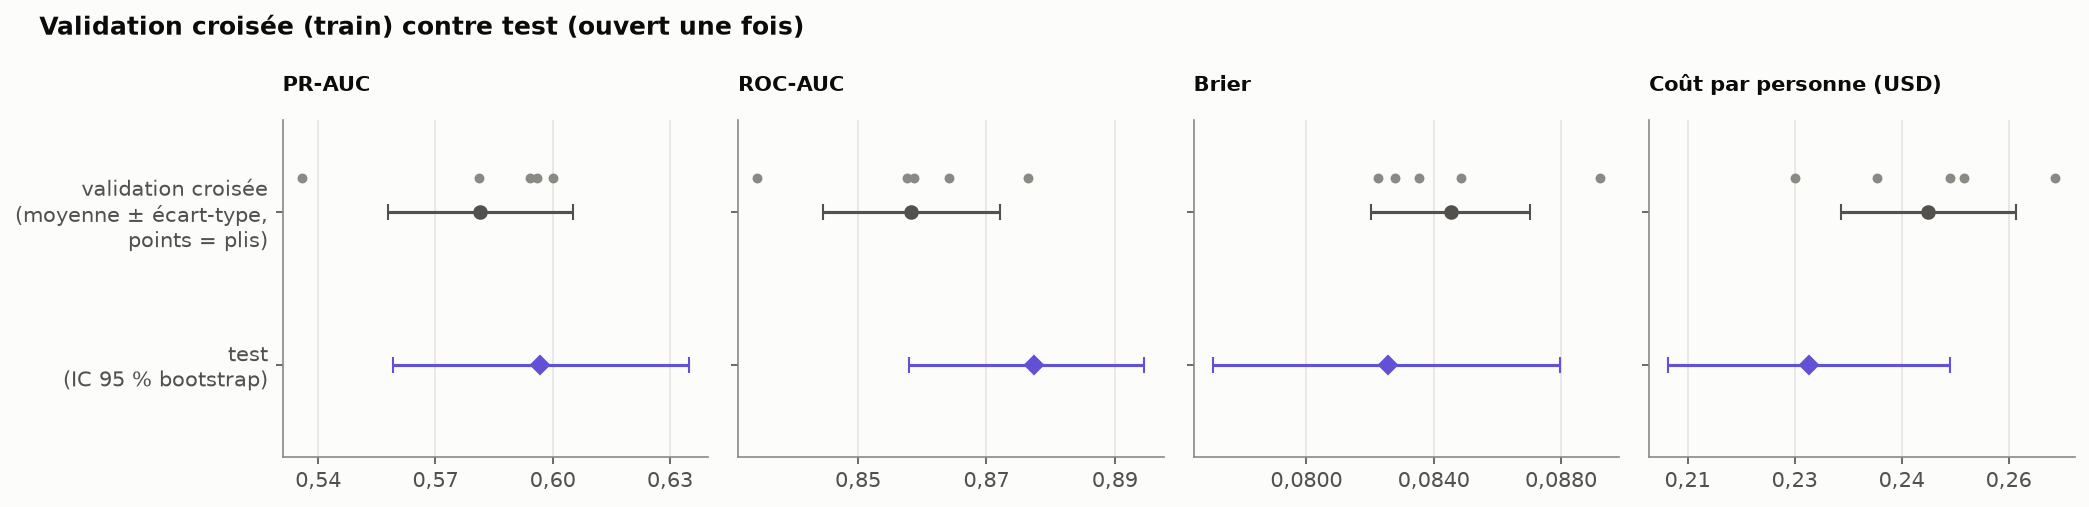 Validation croisée (train) contre test (ouvert une fois)
PR-AUC
ROC-AUC
Brier
Coût par personne (USD)
validation croisée
(moyenne ± écart-type,
points = plis)
test
(IC 95 % bootstrap)
0,54 0,57 0,60 0,63
0,85 0,87 0,89
0,0800 0,0840 0,0880
0,21 0,23 0,24 0,26